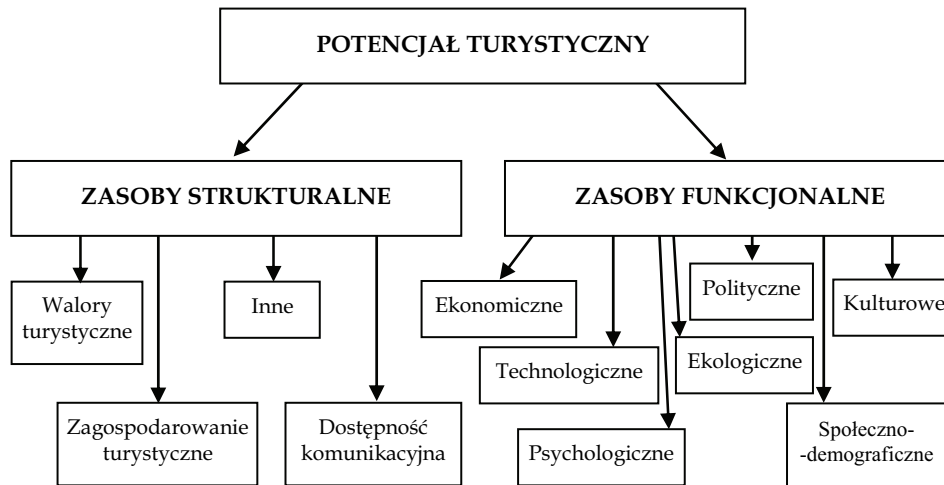 POTENCJAŁ TURYSTYCZNY
ZASOBY STRUKTURALNE
ZASOBY FUNKCJONALNE
Walory
turystyczne
Inne
Zagospodarowanie
turystyczne
Dostępność
komunikacyjna
Ekonomiczne
Polityczne
Kulturowe
Technologiczne
Ekologiczne
Psychologiczne
Społeczno-
-demograficzne